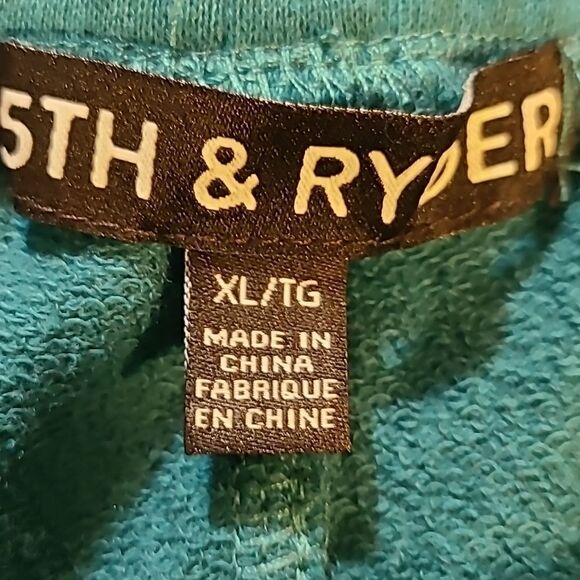 5TH & RYDER
XL/TG
MADE IN
CHINA
FABRIQUE
EN CHINE